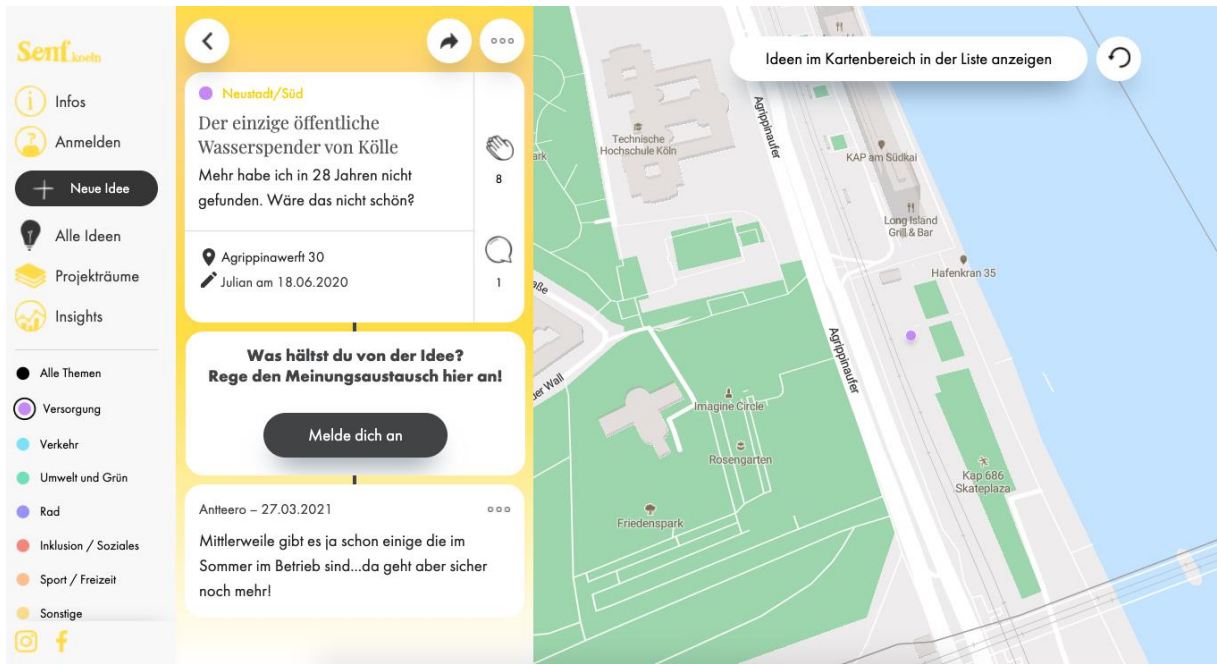 Senf.koeln
Infos
Anmelden
Neue Idee
Alle Ideen
Projekträume
Insights
Alle Themen
Versorgung
Verkehr
Umwelt und Grün
Rad
Inklusion / Soziales
Sport / Freizeit
Sonstige
Neustadt/Süd
Der einzige öffentliche
Wasserspender von Kölle
Mehr habe ich in 28 Jahren nicht
gefunden. Wäre das nicht schön?
8
Agrippinawerft 30
Julian am 18.06.2020
1
Was hältst du von der Idee?
Rege den Meinungsaustausch hier an!
Melde dich an
Antteero – 27.03.2021
Mittlerweile gibt es ja schon einige die im
Sommer im Betrieb sind...da geht aber sicher
noch mehr!
Ideen im Kartenbereich in der Liste anzeigen
Agrippinaufer
Technische
Hochschule Köln
ark
KAP am Südkai
Long Island
Grill & Bar
Hafenkran 35
aße
Agrippinaufer
uer Wall
Imagine Circle
Rosengarten
Kap 686
Skateplaza
Friedenspark